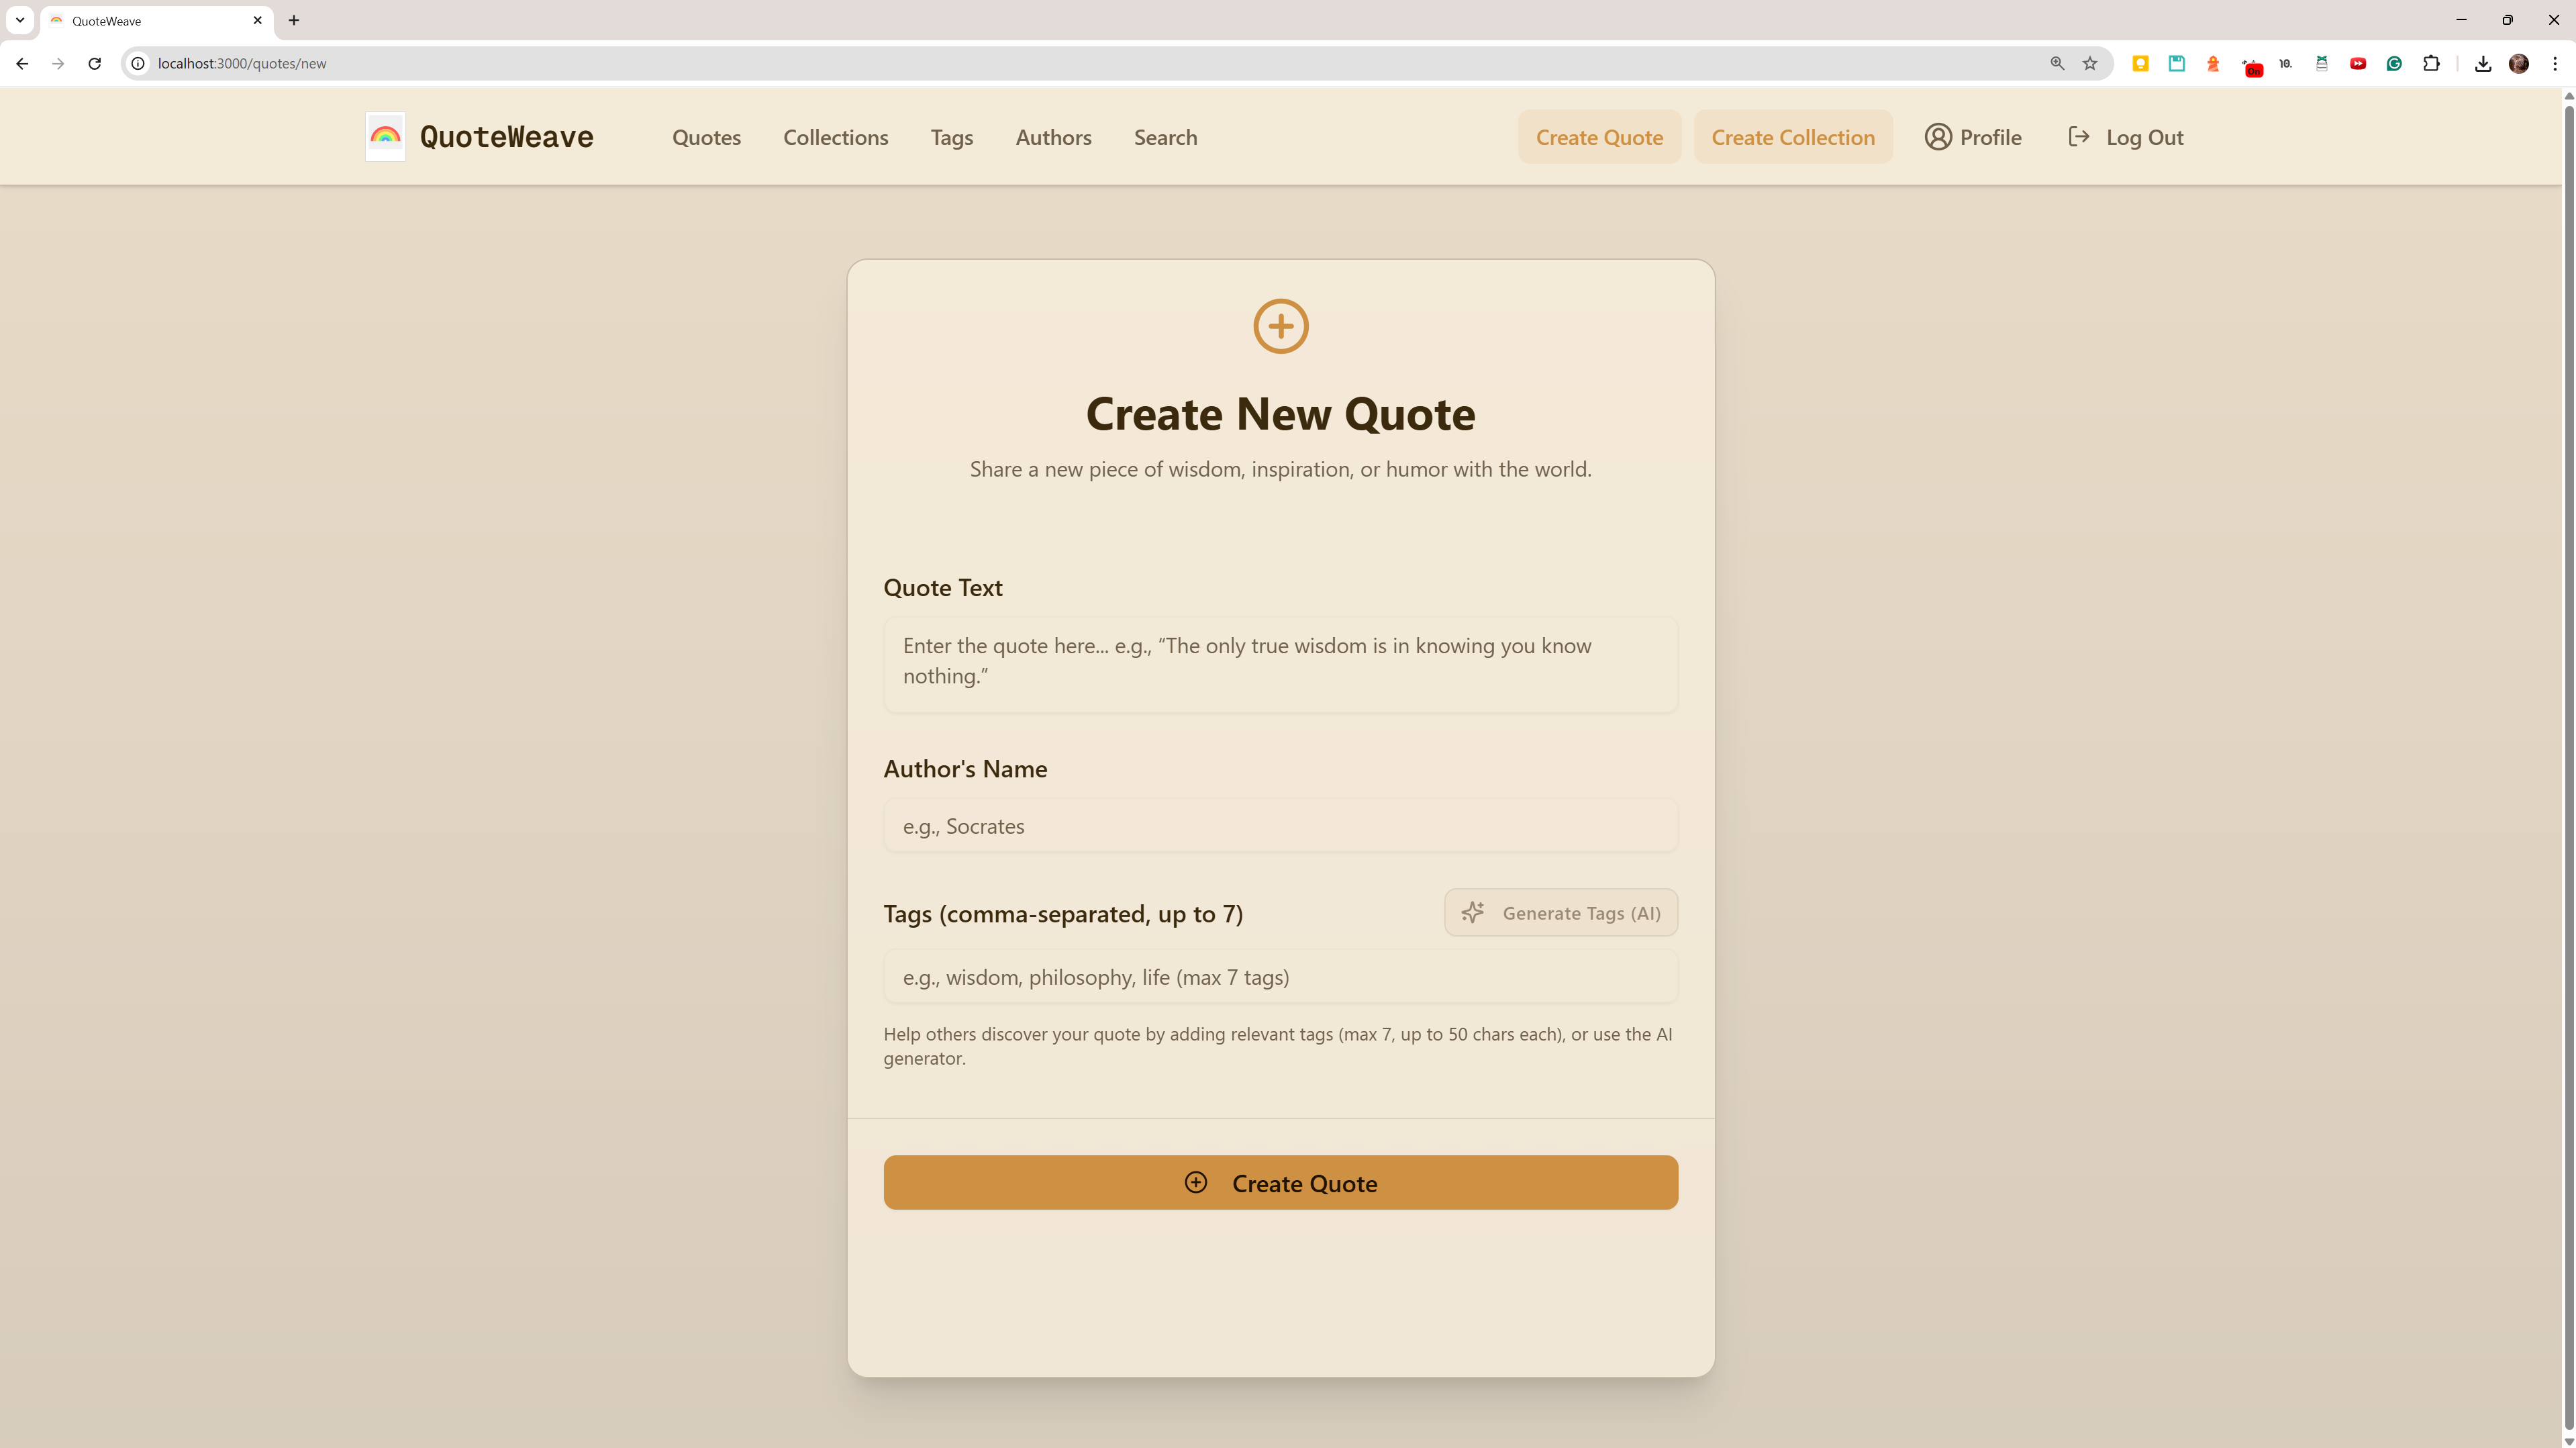 QuoteWeave
localhost:3000/quotes/new
On
10.
QuoteWeave
Quotes
Collections
Tags
Authors
Search
Create Quote
Create Collection
Profile
Log Out
Create New Quote
Share a new piece of wisdom, inspiration, or humor with the world.
Quote Text
Enter the quote here... e.g., “The only true wisdom is in knowing you know
nothing.”
Author's Name
e.g., Socrates
Tags (comma-separated, up to 7)
Generate Tags (AI)
e.g., wisdom, philosophy, life (max 7 tags)
Help others discover your quote by adding relevant tags (max 7, up to 50 chars each), or use the AI
generator.
Create Quote